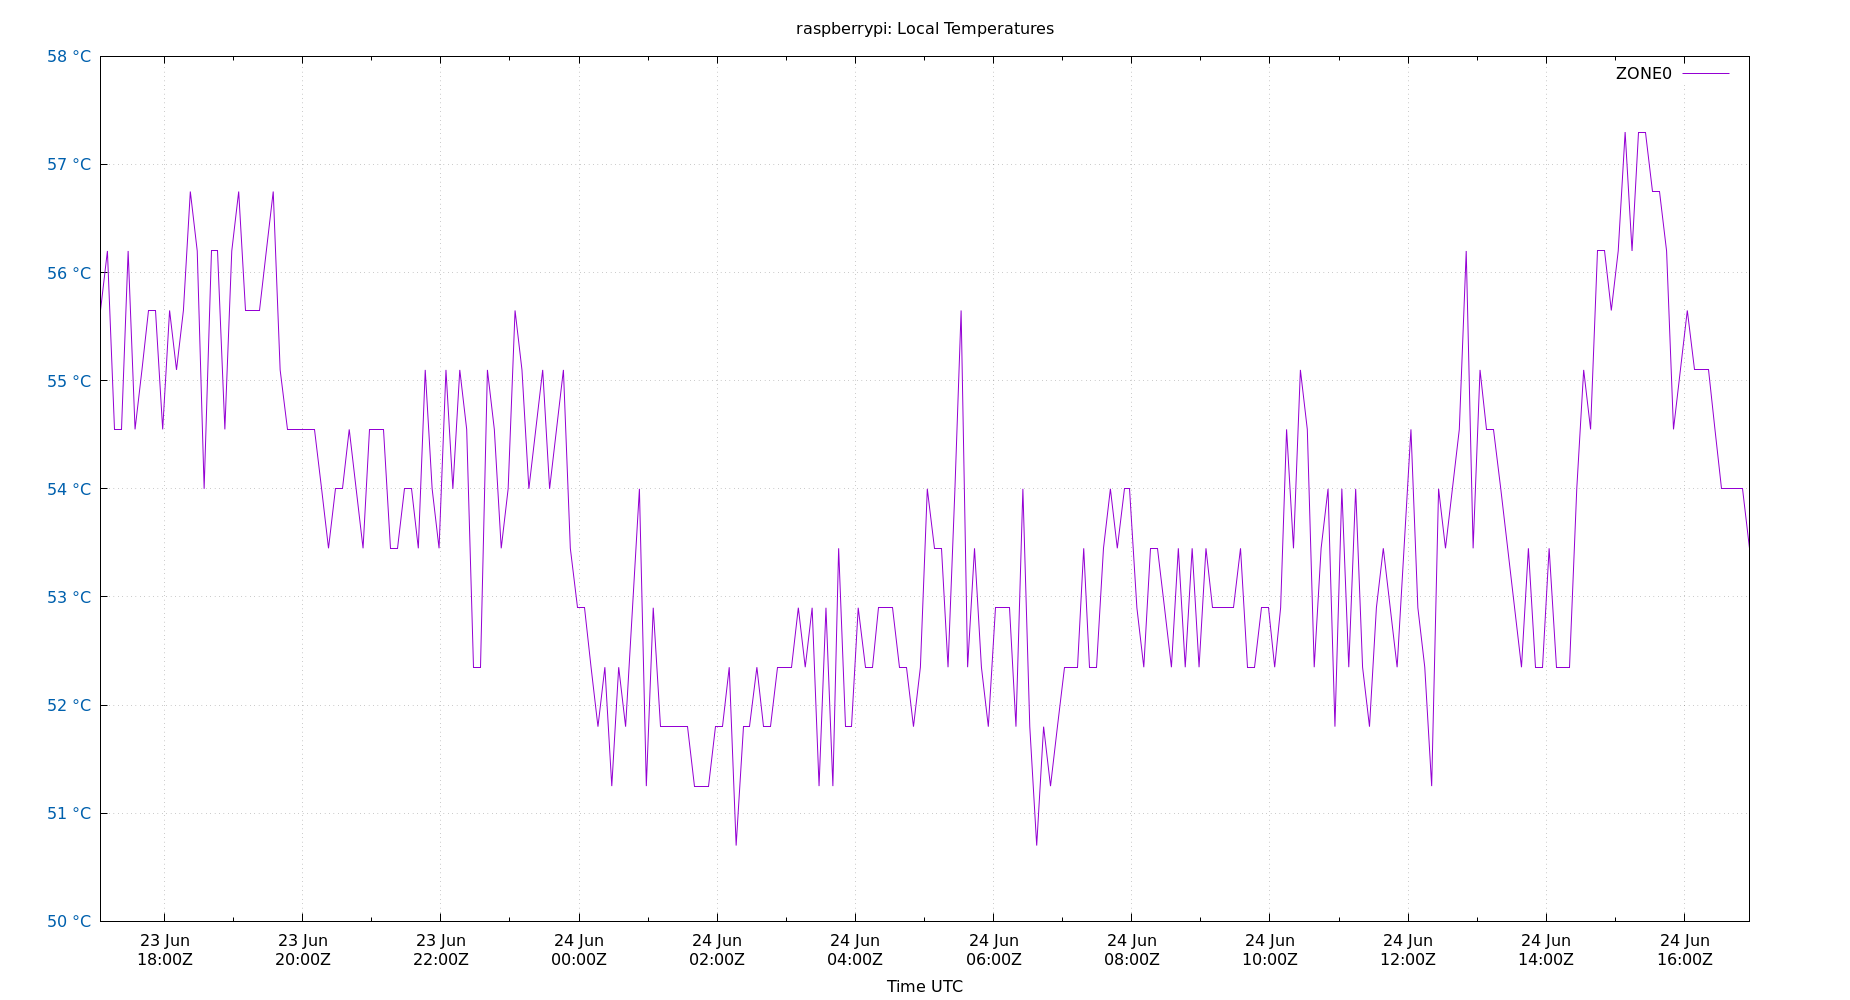 raspberrypi: Local Temperatures
58 °C
ZONE0
57 °C
56 °C
55 °C
54 °C
53 °C
52 °C
51 °C
50 °C
23 Jun 23 Jun 23 Jun 24 Jun 24 Jun 24 Jun 24 Jun 24 Jun 24 Jun 24 Jun 24 Jun 24 Jun
18:00Z 20:00Z 22:00Z 00:00Z 02:00Z 04:00Z 06:00Z 08:00Z 10:00Z 12:00Z 14:00Z 16:00Z
Time UTC